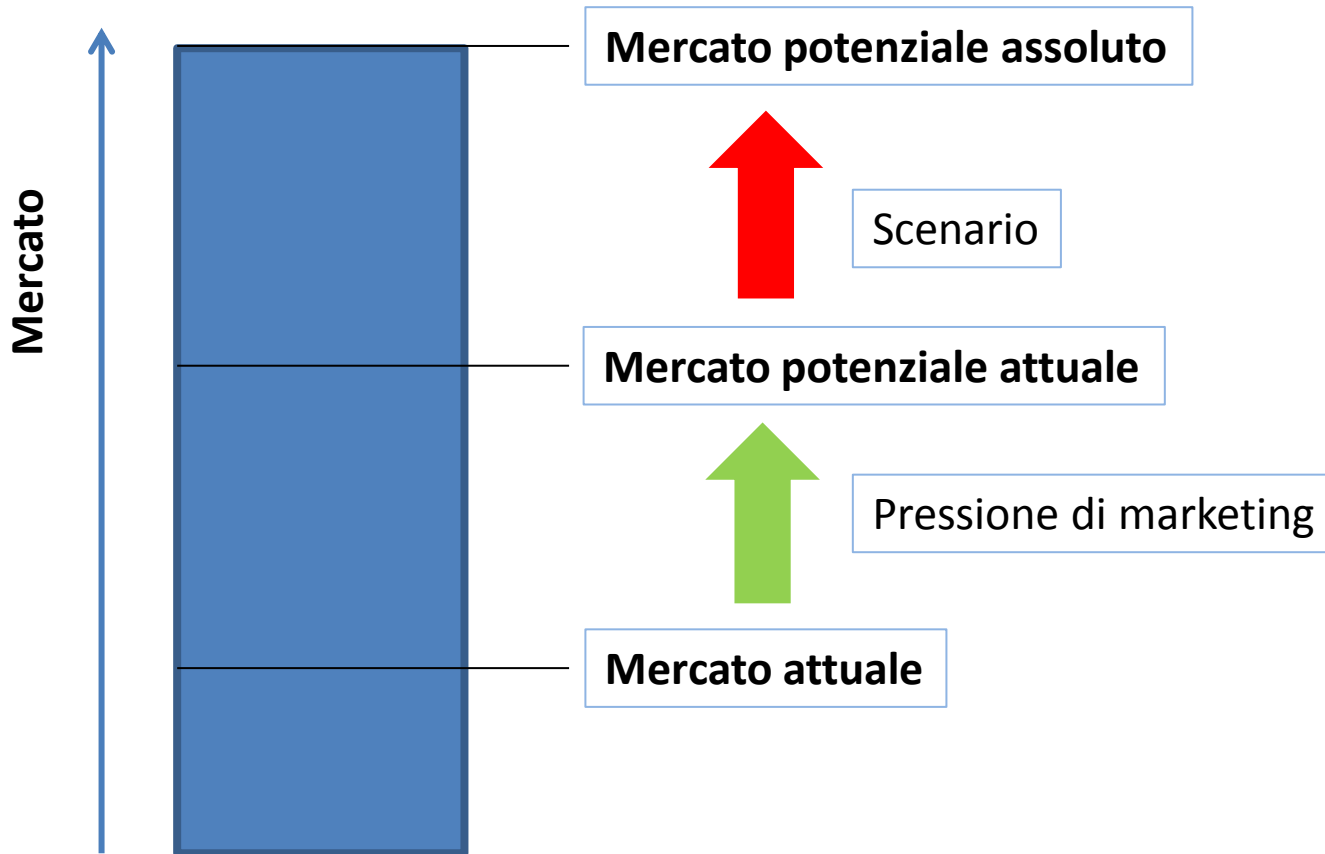 Mercato potenziale assoluto
Scenario
Mercato
Mercato potenziale attuale
Pressione di marketing
Mercato attuale